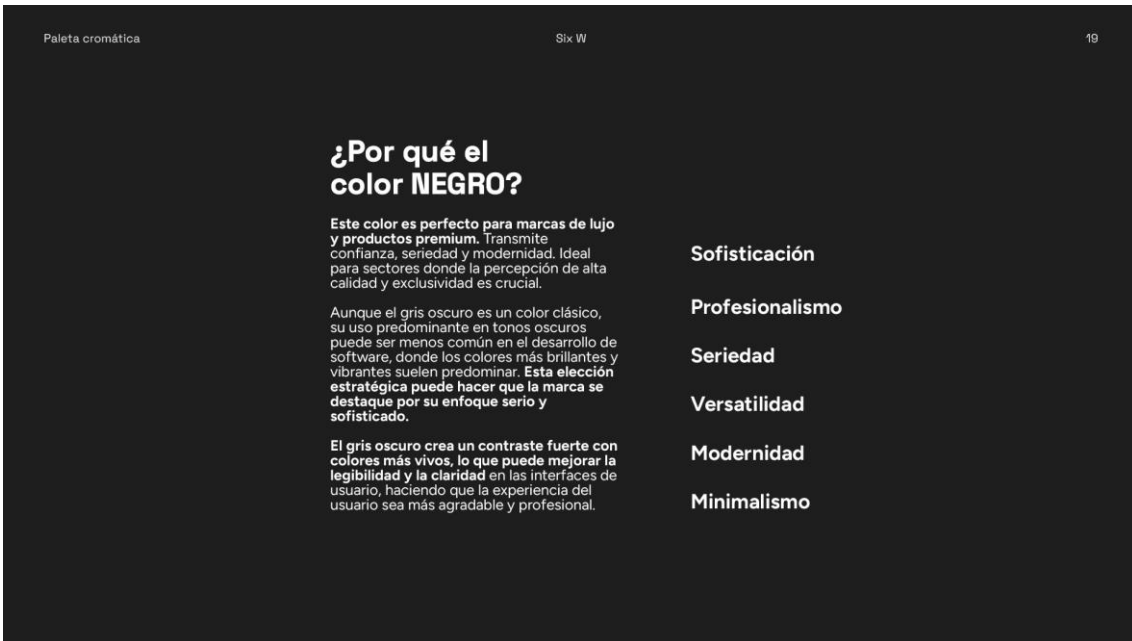 Paleta cromática
Six W
19
¿Por qué el
color NEGRO?
Este color es perfecto para marcas de lujo
y productos premium. Transmite
confianza, seriedad y modernidad. Ideal
para sectores donde la percepción de alta
calidad y exclusividad es crucial.
Aunque el gris oscuro es un color clásico,
su uso predominante en tonos oscuros
puede ser menos común en el desarrollo de
software, donde los colores más brillantes y
vibrantes suelen predominar. Esta elección
estratégica puede hacer que la marca se
destaque por su enfoque serio y
sofisticado.
El gris oscuro crea un contraste fuerte con
colores más vivos, lo que puede mejorar la
legibilidad y la claridad en las interfaces de
usuario, haciendo que la experiencia del
usuario sea más agradable y profesional.
Sofisticación
Profesionalismo
Seriedad
Versatilidad
Modernidad
Minimalismo